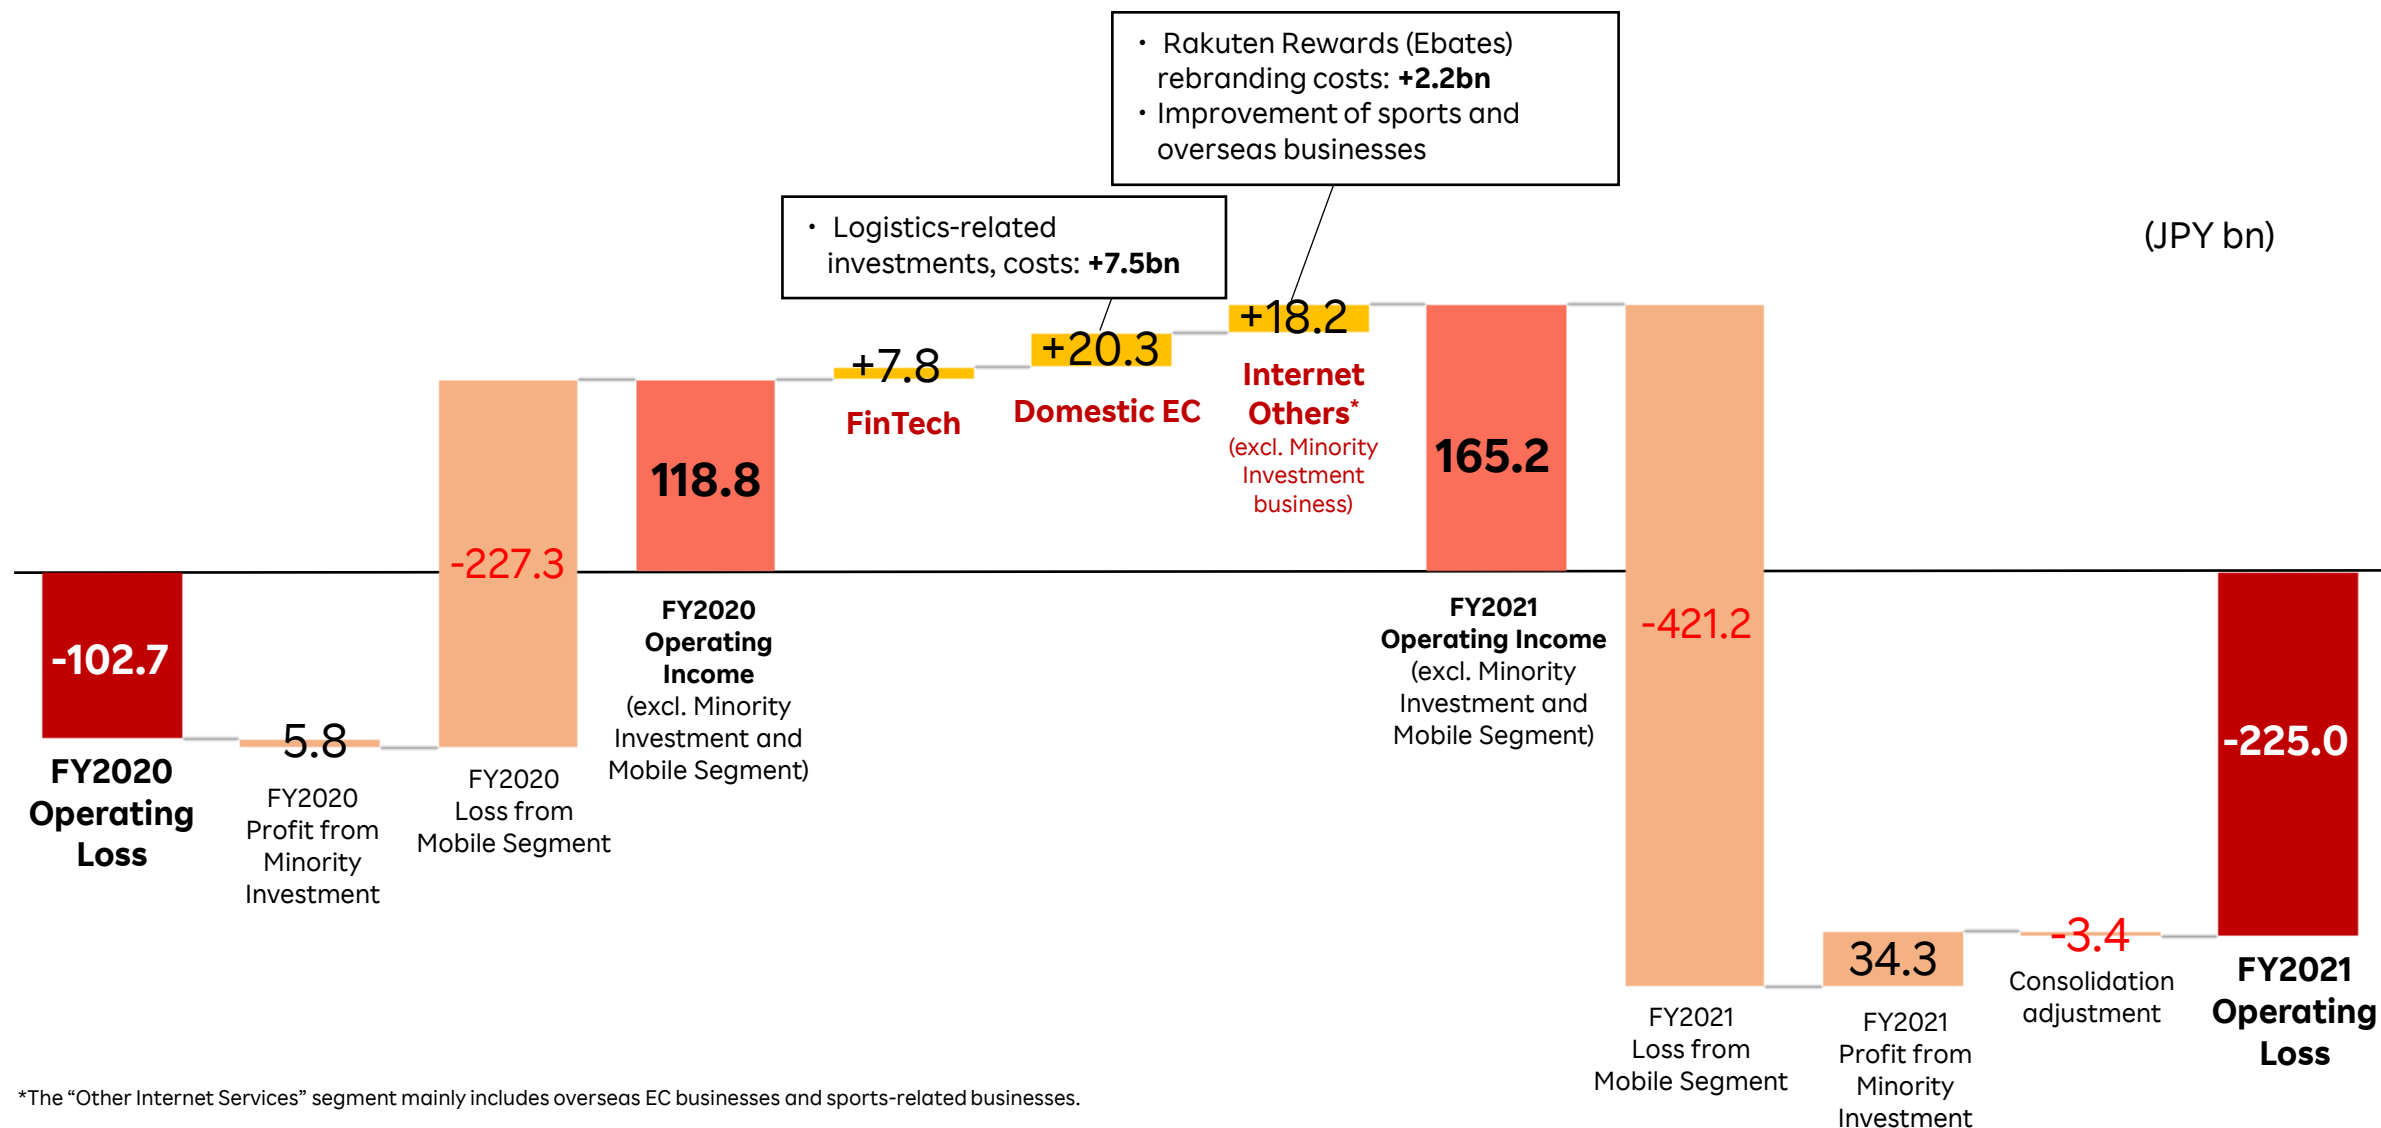 ・ Rakuten Rewards (Ebates)
rebranding costs: +2.2bn
・Improvement of sports and
overseas businesses
・ Logistics-related
investments, costs: +7.5bn
(JPY bn)
-102.7
FY2020
Operating
Loss
5.8
FY2020
Profit from
Minority
Investment
-227.3
FY2020
Loss from
Mobile Segment
118.8
FY2020
Operating
Income
(excl. Minority
Investment and
Mobile Segment)
+7.8
FinTech
+20.3
Domestic EC
+18.2
Internet
Others*
(excl. Minority
Investment
business)
165.2
FY2021
Operating Income
(excl. Minority
Investment and
Mobile Segment)
-421.2
FY2021
Loss from
Mobile Segment
34.3
FY2021
Profit from
Minority
Investment
-3.4
Consolidation
adjustment
-225.0
FY2021
Operating
Loss
*The “Other Internet Services” segment mainly includes overseas EC businesses and sports-related businesses.